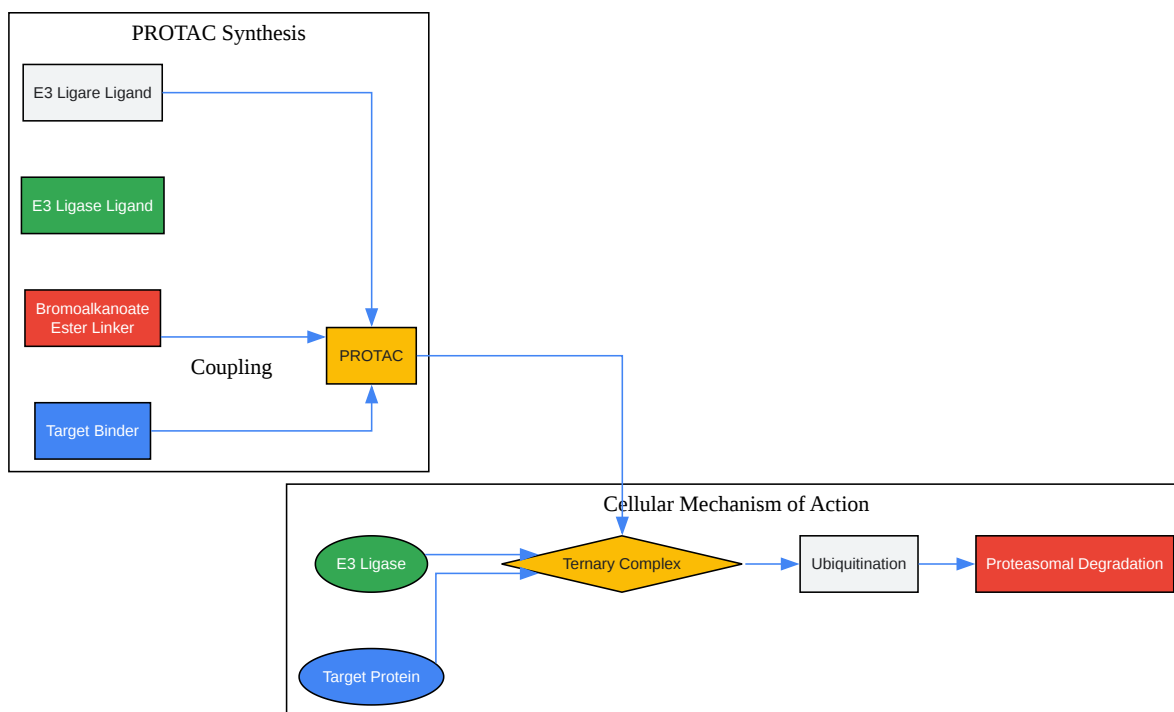 PROTAC Synthesis
E3 Ligare Ligand
E3 Ligase Ligand
Bromoalkanoate
Ester Linker
PROTAC
Coupling
Target Binder
Cellular Mechanism of Action
E3 Ligase
Ternary Complex
Ubiquitination
Proteasomal Degradation
Target Protein